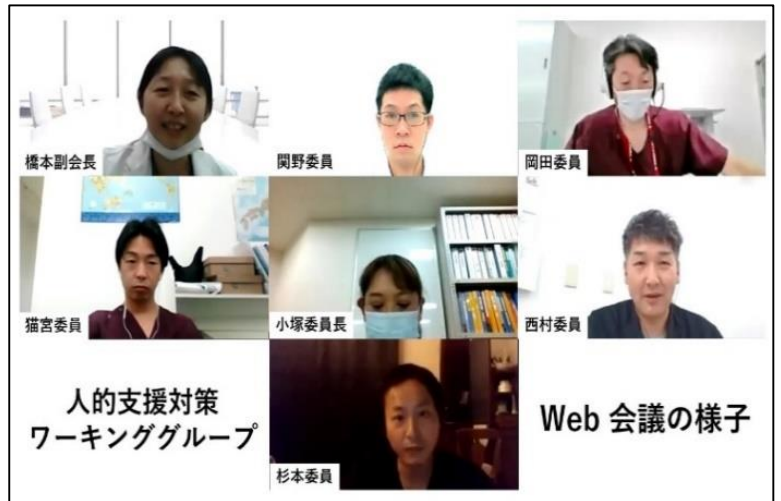 橋本副会長
関野委員
岡田委員
猫宮委員
小塚委員長
西村委員
人的支援対策
ワーキンググループ
杉本委員
Web 会議の様子